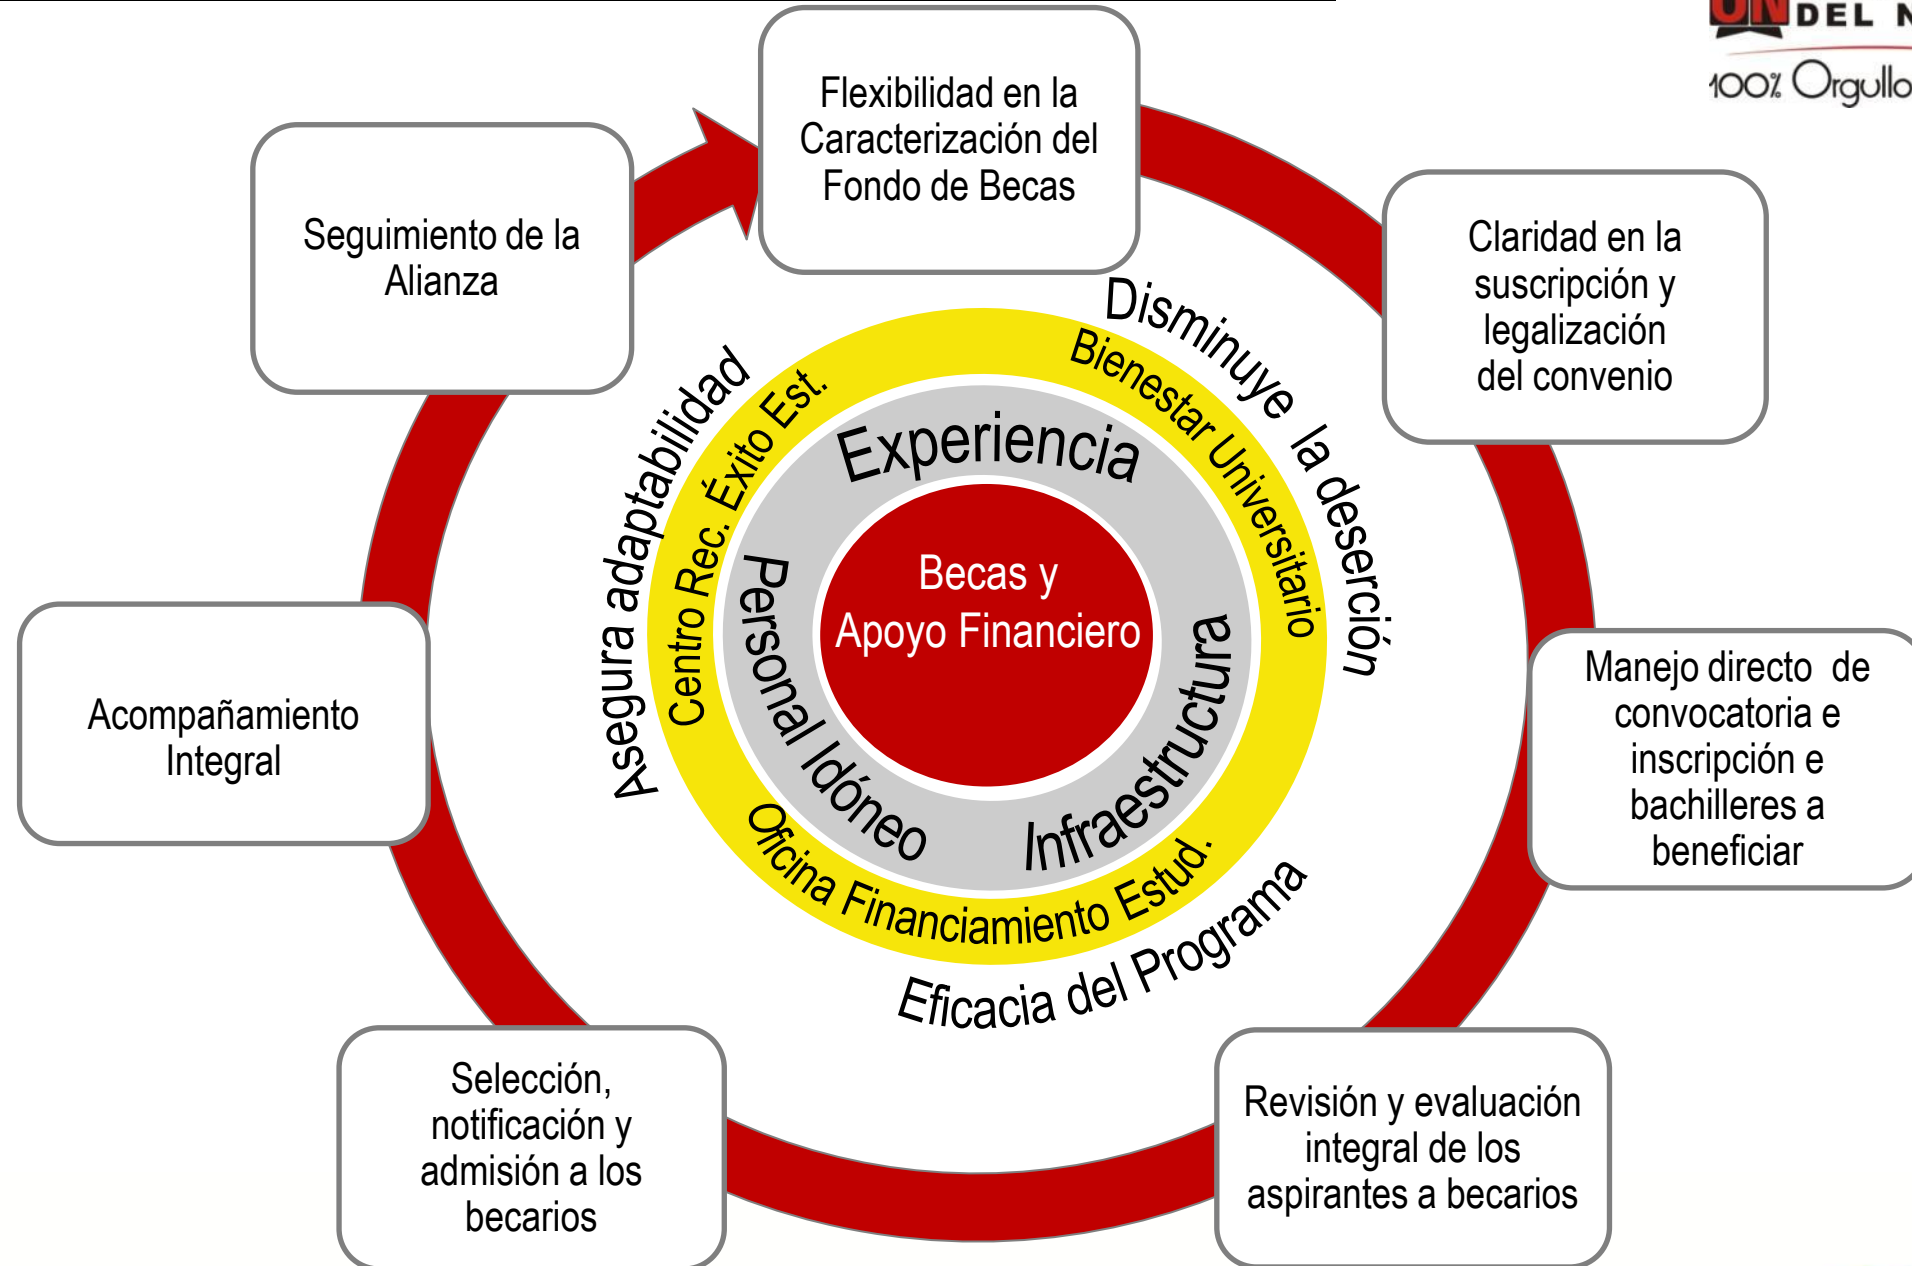 DEL
100% Orgullo
Flexibilidad en la
Caracterización del
Fondo de Becas
Claridad en la
suscripción y
legalización
del convenio
Manejo directo de
convocatoria e
inscripción e
bachilleres a
beneficiar
Revisión y evaluación
integral de los
aspirantes a becarios
Selección,
notificación y
admisión a los
becarios
Acompañamiento
Integral
Seguimiento de la
Alianza
Asegura adaptabilidad
Disminuye la deserción
Eficacia del Programa
Centro Rec. Éxito Est.
Bienestar Universitario
Oficina Financiamiento Estud.
Experiencia
Personal Idóneo
Infraestructura
Becas y
Apoyo Financiero